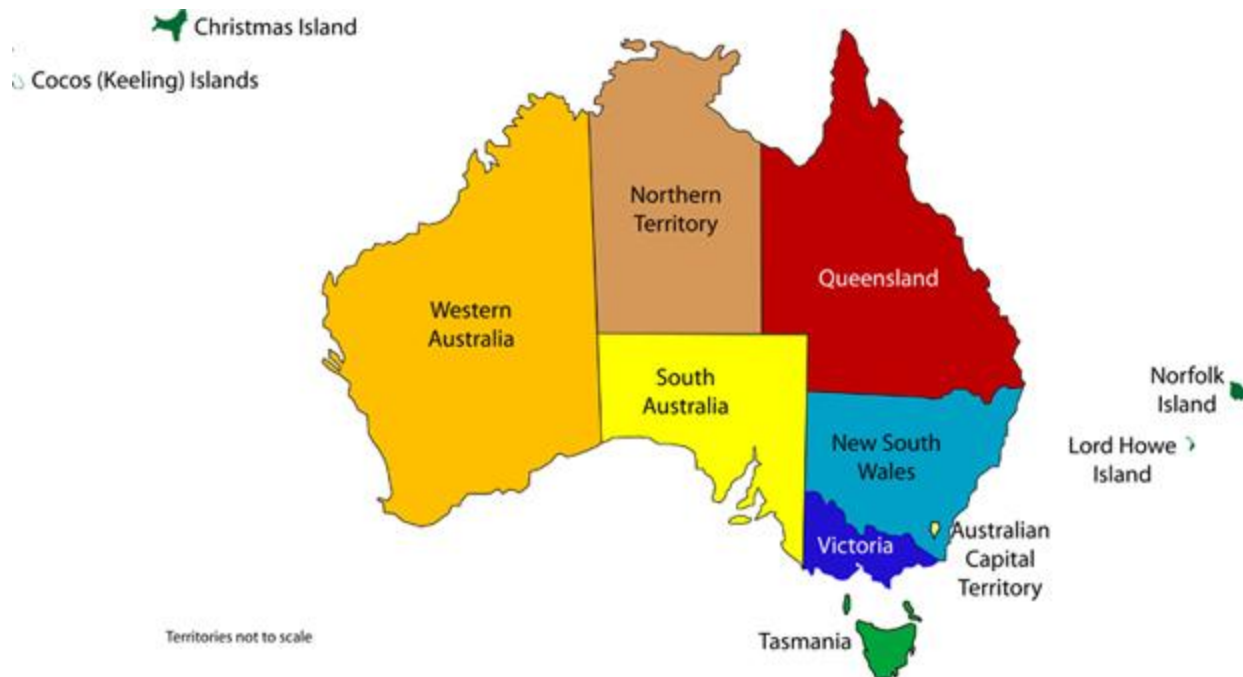 Christmas Island
Cocos (Keeling) Islands
Northern
Territory
Queensland
Western
Australia
South
Australia
Norfolk
Island
New South
Wales
Lord Howe
Island
Victoria
Australian
Capital
Territory
Territories not to scale
Tasmania